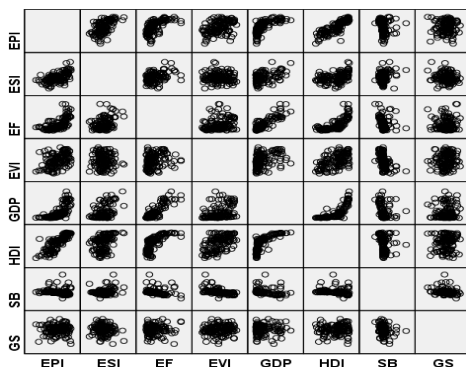 EPI
ESI
EF
EVI
GDP
HDI
SB
GS
EPI ESI EF EVI GDP HDI SB GS